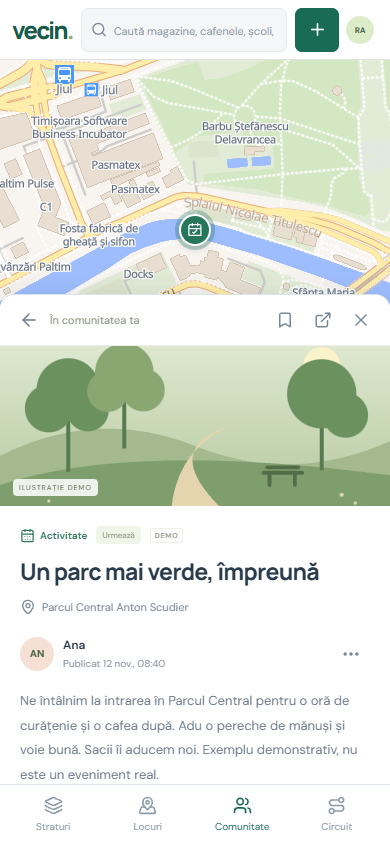 vecin.
Caută magazine, cafenele, școli,
RA
Jiul
Jiul
Timișoara Software
Business Incubator
Barbu Ștefănescu
Delavrancea
Pasmatex
altim Pulse
Pasmatex
C1
Splaiul Nicolae Titulescu
Fosta fabrică de
gheață și sifon
vânzări Paltim
Docks
Sfânta Maria
În comunitatea ta
ILUSTRAȚIE DEMO
Activitate
Urmează
DEMO
Un parc mai verde, împreună
Parcul Central Anton Scudier
AN
Ana
Publicat 12 nov., 08:40
Ne întâlnim la intrarea în Parcul Central pentru o oră de
curățenie și o cafea după. Adu o pereche de mănuși și
voie bună. Sacii îi aducem noi. Exemplu demonstrativ, nu
este un eveniment real.
Straturi
Locuri
Comunitate
Circuit